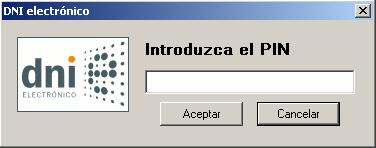 DNI electrónico
dni
ELECTRÓNICO
Introduzca el PIN
Aceptar
Cancelar